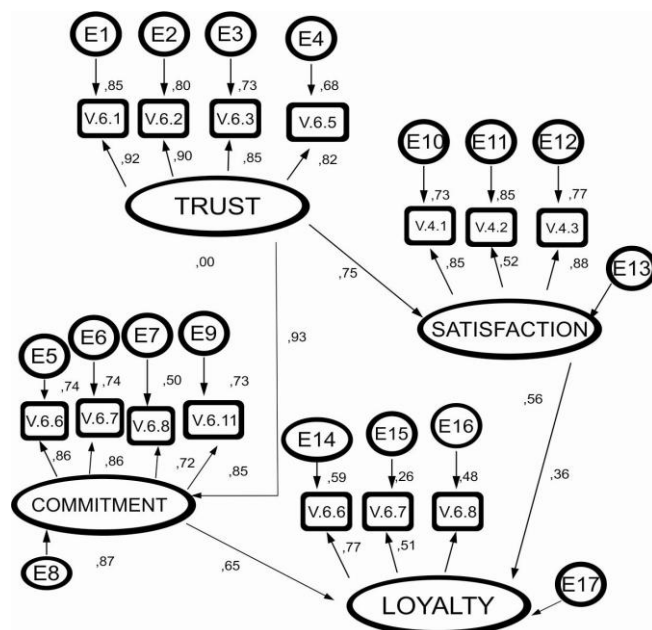 E1 E2 E3 E4
,85 ,80 ,73 ,68
V.6.1 V.6.2 V.6.3 V.6.5
,92 ,90 ,85 ,82
TRUST
E10 E11 E12
,73 ,85 ,77
V.4.1 V.4.2 V.4.3
,85 ,52 ,88
E13
SATISFACTION
,00
,75
,93
E5 E6 E7 E9
,74 ,74 ,50 ,73
V.6.6 V.6.7 V.6.8 V.6.11
,86 ,86 ,72 ,85
COMMITMENT
E8
,87
,65
,56
,36
E14 E15 E16
,59 ,26 ,48
V.6.6 V.6.7 V.6.8
,77 ,51
E17
LOYALTY